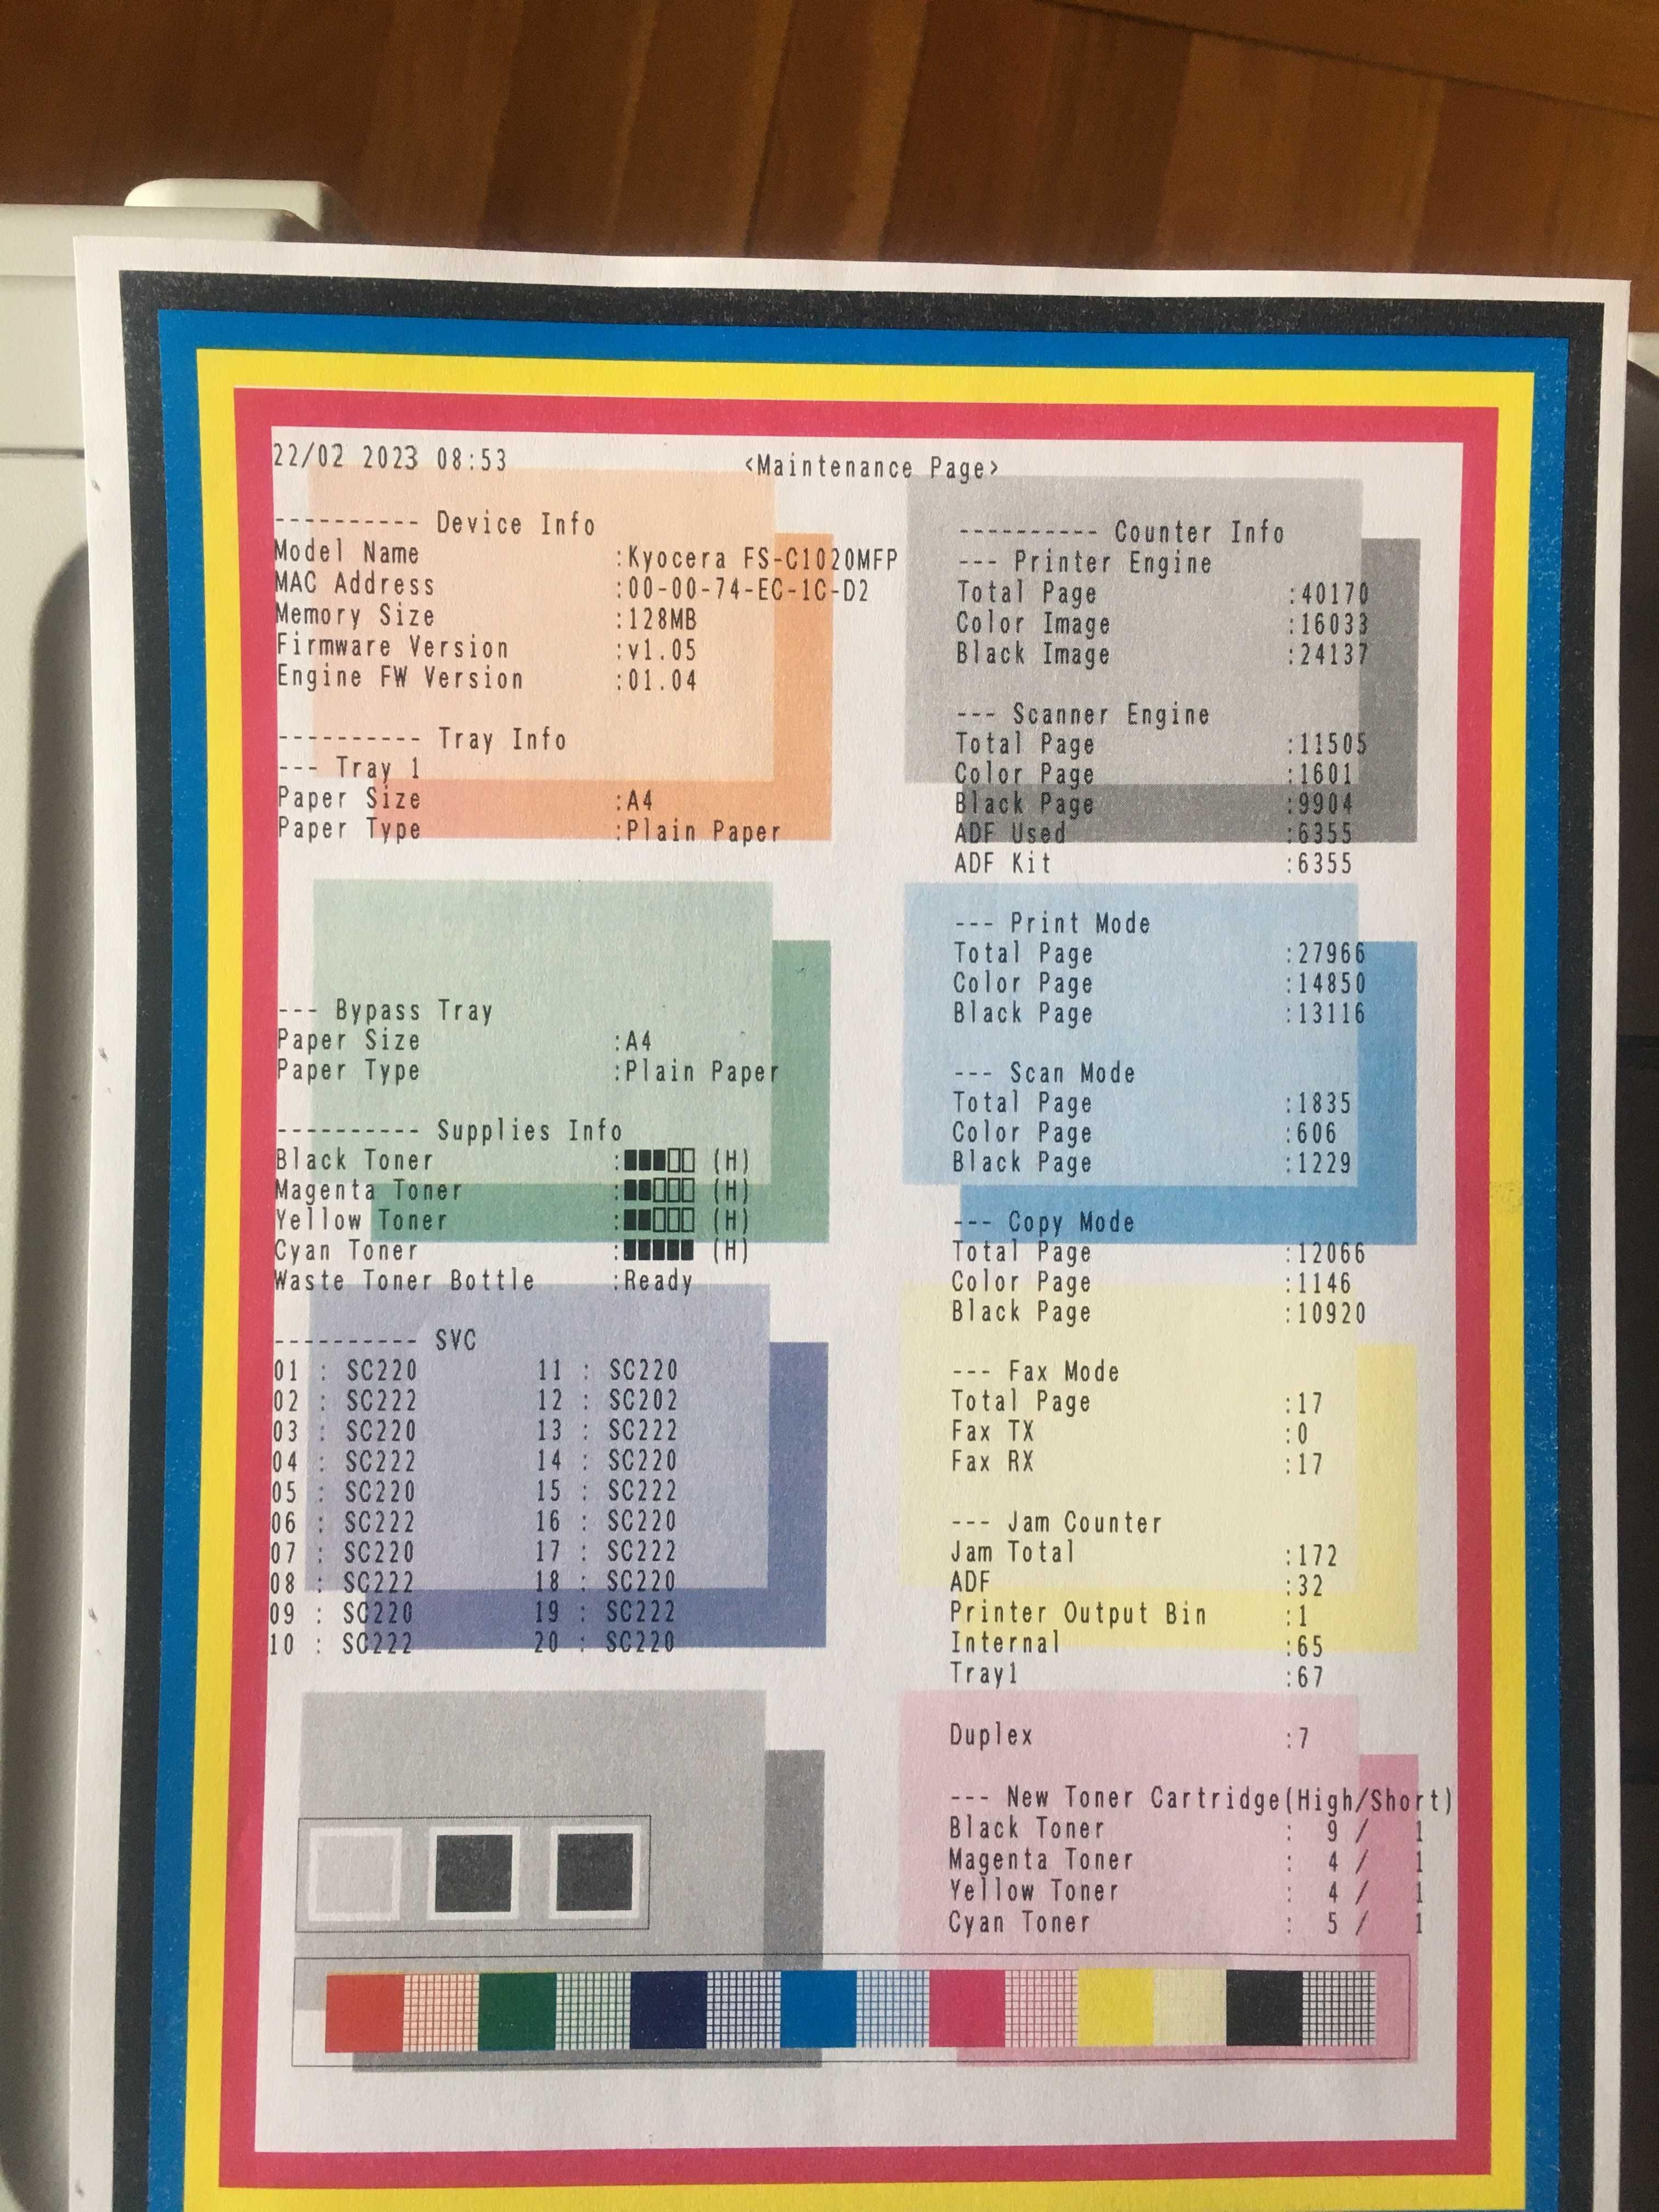 22/02 2023 08:53
<Maintenance Page>
---------- Device Info
Model Name :Kyocera FS-C1020MFP
MAC Address :00-00-74-EC-1C-D2
Memory Size :128MB
Firmware Version :v1.05
Engine FW Version :01.04
---------- Tray Info
--- Tray 1
Paper Size :A4
Paper Type :Plain Paper
--- Bypass Tray
Paper Size :A4
Paper Type :Plain Paper
---------- Supplies Info
Black Toner :■■■□□ (H)
Magenta Toner :■■□□□ (H)
Yellow Toner :■■□□□ (H)
Cyan Toner :■■■■■ (H)
Waste Toner Bottle :Ready
---------- SVC
01 : SC220 11 : SC220
02 : SC222 12 : SC202
03 : SC220 13 : SC222
04 : SC222 14 : SC220
05 : SC220 15 : SC222
06 : SC222 16 : SC220
07 : SC220 17 : SC222
08 : SC222 18 : SC220
09 : SC220 19 : SC222
10 : SC222 20 : SC220
---------- Counter Info
--- Printer Engine
Total Page :40170
Color Image :16033
Black Image :24137
--- Scanner Engine
Total Page :11505
Color Page :1601
Black Page :9904
ADF Used :6355
ADF Kit :6355
--- Print Mode
Total Page :27966
Color Page :14850
Black Page :13116
--- Scan Mode
Total Page :1835
Color Page :606
Black Page :1229
--- Copy Mode
Total Page :12066
Color Page :1146
Black Page :10920
--- Fax Mode
Total Page :17
Fax TX :0
Fax RX :17
--- Jam Counter
Jam Total :172
ADF :32
Printer Output Bin :1
Internal :65
Tray1 :67
Duplex :7
--- New Toner Cartridge(High/Short)
Black Toner : 9 / 1
Magenta Toner : 4 / 1
Yellow Toner : 4 / 1
Cyan Toner : 5 / 1